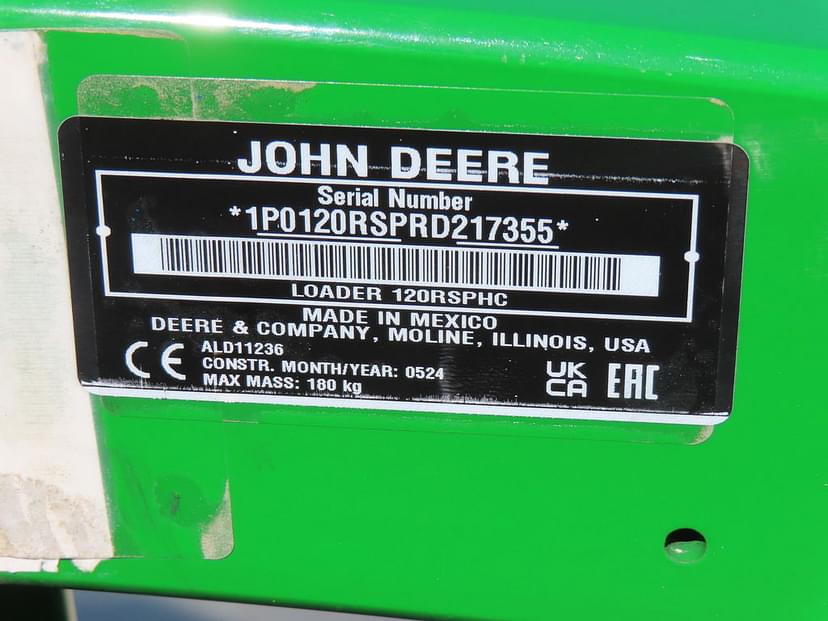 JOHN DEERE
Serial Number
*1P0120RSPRD217355*
LOADER 120RSPHC
MADE IN MEXICO
DEERE & COMPANY, MOLINE, ILLINOIS, USA
CE
ALD11236
CONSTR. MONTH/YEAR: 0524
MAX MASS: 180 kg
UK
CA
EAC